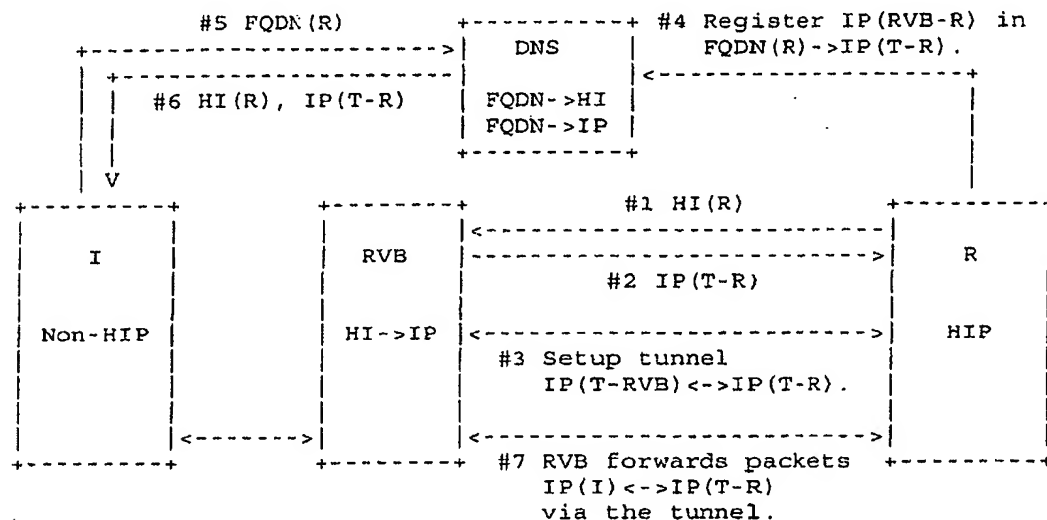 #5 FQDN(R)
DNS
#4 Register IP(RVB-R) in
FQDN(R)->IP(T-R).
#6 HI(R), IP(T-R)
FQDN->HI
FQDN->IP
#1 HI(R)
I
RVB
R
#2 IP(T-R)
Non-HIP
HI->IP
HIP
#3 Setup tunnel
IP(T-RVB)<->IP(T-R).
#7 RVB forwards packets
IP(I)<->IP(T-R)
via the tunnel.